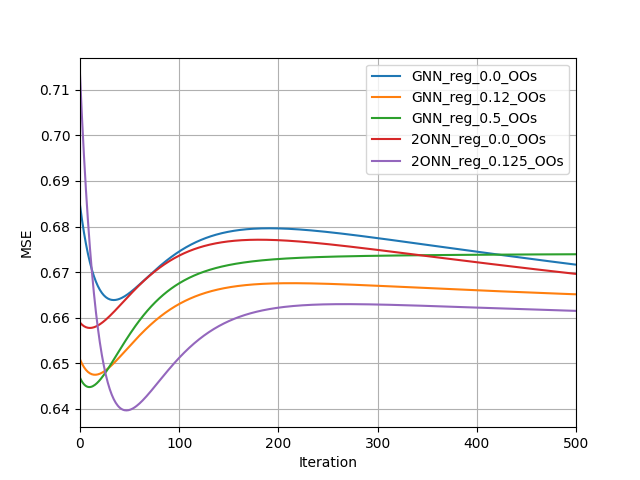 GNN_reg_0.0_OOs
GNN_reg_0.12_OOs
GNN_reg_0.5_OOs
2ONN_reg_0.0_OOs
2ONN_reg_0.125_OOs
0.71
0.70
0.69
0.68
0.67
0.66
0.65
0.64
MSE
0 100 200 300 400 500
Iteration